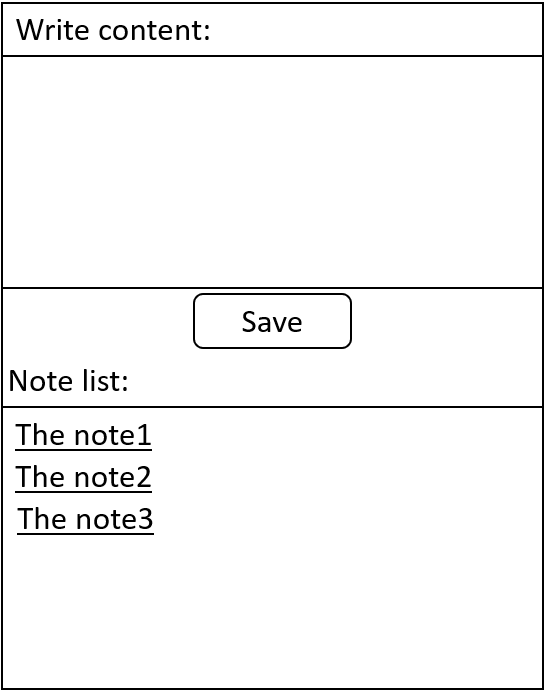 Write content:
Save
Note list:
The note1
The note2
The note3